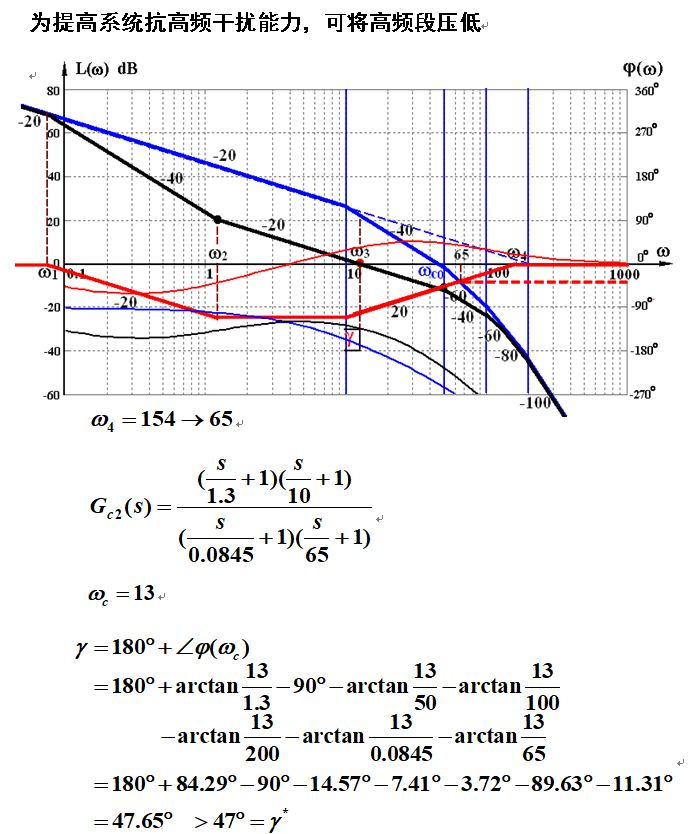 为提高系统抗高频干扰能力，可将高频段压低
L(ω) dB φ(ω)
80 360°
-20
60 270°
-20
40 180°
-40
20 90°
-20 -40
ω2 ω3 65 ω4 0° ω
0
ω1 0.1 1 10 ωc0 100 1000
-20 20 -60
-20 -40 -90°
-60
γ
-40 -80 -180°
-60 -100 -270°
ω₄ = 154 → 65
G_c2(s) = ((s/1.3 + 1)(s/10 + 1)) / ((s/0.0845 + 1)(s/65 + 1))
ω_c = 13
γ = 180° + ∠φ(ω_c)
= 180° + arctan 13/1.3 − 90° − arctan 13/50 − arctan 13/100
− arctan 13/200 − arctan 13/0.0845 − arctan 13/65
= 180° + 84.29° − 90° − 14.57° − 7.41° − 3.72° − 89.63° − 11.31°
= 47.65° > 47° = γ*